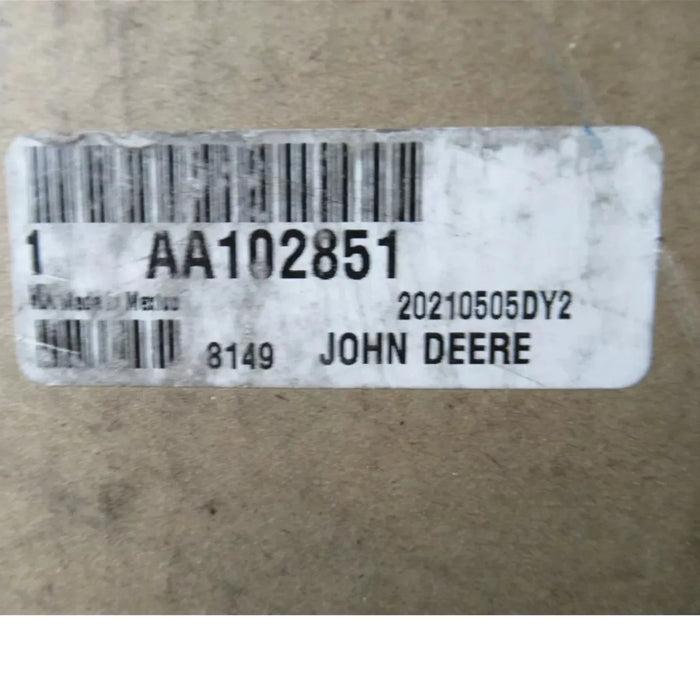 1 AA102851
Made in Mexico
20210505DY2
8149 JOHN DEERE